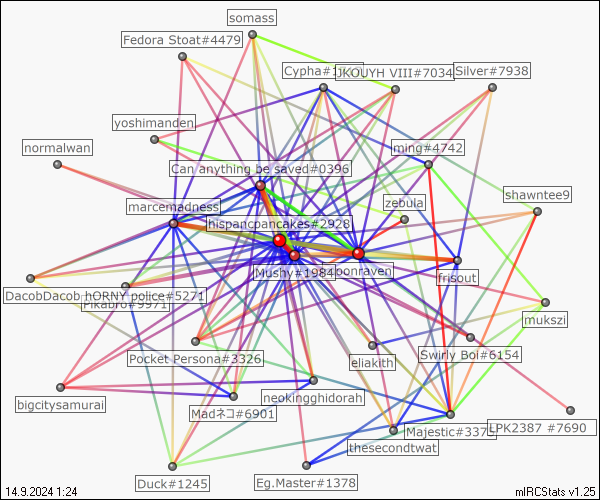 somass
Fedora Stoat#4479
Cypha#1
JKOUYH VIII#7034
Silver#7938
yoshimanden
normalwan
ming#4742
Can anything be saved#0396
shawntee9
zebula
marcemadness
hispancpancakes#2928
Mushy#1984
oonraven
frisout
DacobDacob
hORNY police#5271
Pikabro#9971
mukszi
Pocket Persona#3326
eliakith
Swirly Boi#6154
bigcitysamurai
Madネコ#6901
neokingghidorah
Majestic#337
LPK2387 #7690
thesecondtwat
Duck#1245
Eg.Master#1378
14.9.2024 1:24
mIRCStats v1.25